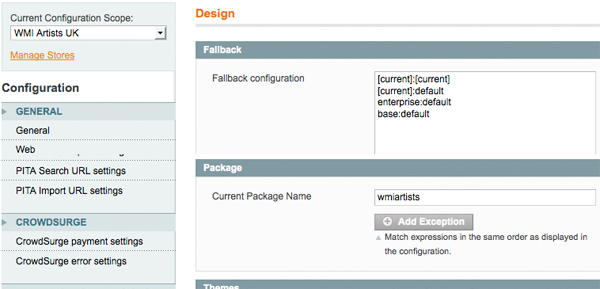 Current Configuration Scope:
WMI Artists UK
Manage Stores
Configuration
GENERAL
General
Web
PITA Search URL settings
PITA Import URL settings
CROWDSURGE
CrowdSurge payment settings
CrowdSurge error settings
Design
Fallback
Fallback configuration
[current]:[current]
[current]:default
enterprise:default
base:default
Package
Current Package Name
wmiartists
Add Exception
Match expressions in the same order as displayed in
the configuration.
Themes